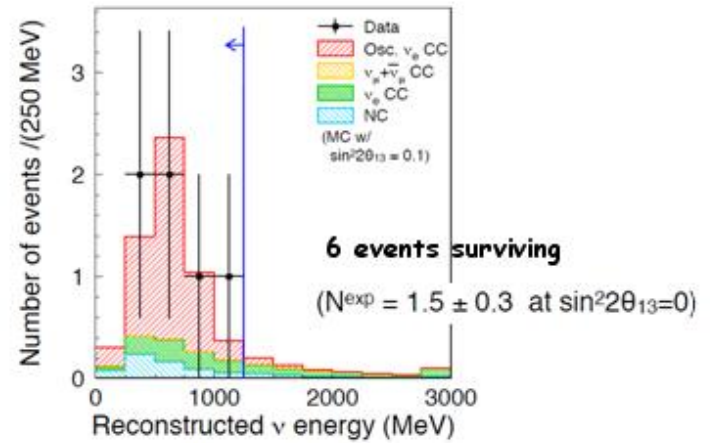 Number of events /(250 MeV)
3
2
1
0
Data
Osc. νe CC
νμ+ν̄μ CC
νe CC
NC
(MC w/
sin²2θ13 = 0.1)
6 events surviving
(Nexp = 1.5 ± 0.3 at sin²2θ13=0)
0 1000 2000 3000
Reconstructed ν energy (MeV)